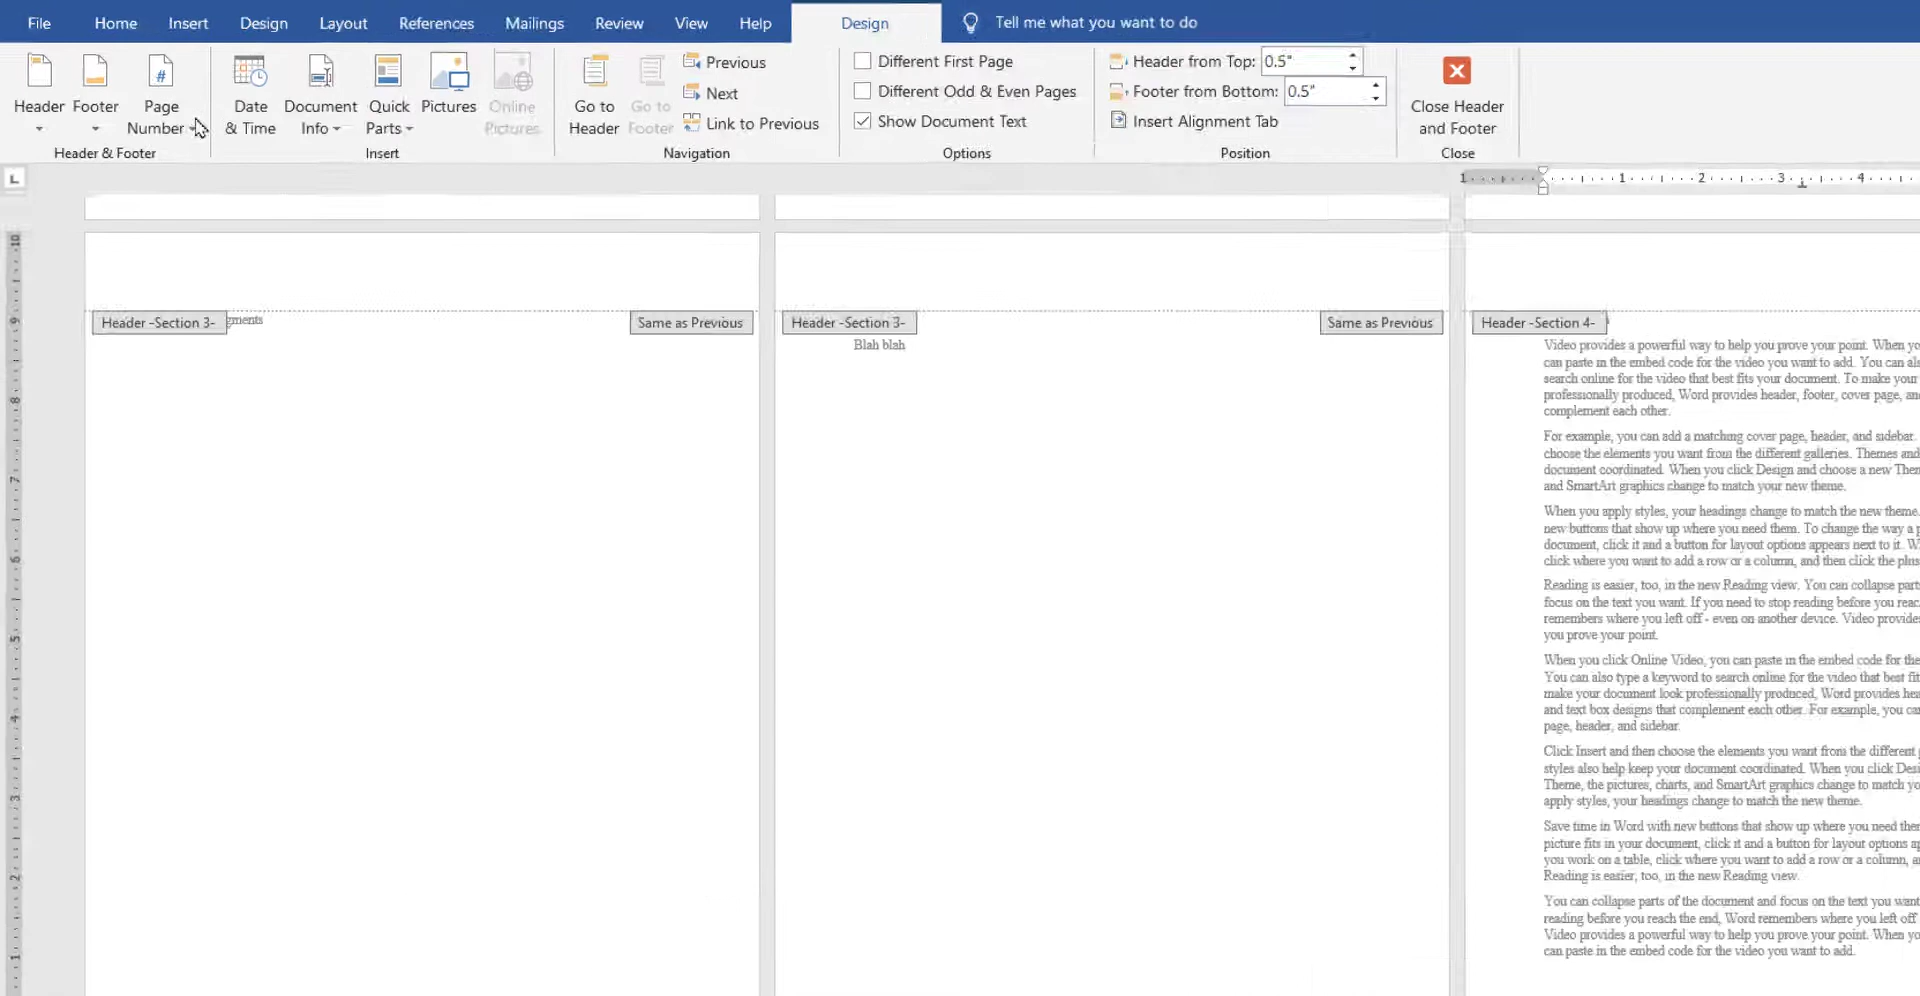 File Home Insert Design Layout References Mailings Review View Help Design Tell me what you want to do
Header Footer Page Number
Header & Footer
Date & Time Document Info Quick Parts Pictures Online Pictures
Insert
Go to Header Go to Footer
Previous
Next
Link to Previous
Navigation
Different First Page
Different Odd & Even Pages
Show Document Text
Options
Header from Top: 0.5"
Footer from Bottom: 0.5"
Insert Alignment Tab
Position
Close Header and Footer
Close
L
1 1 2 3 4
10
9
8
7
6
5
4
3
2
1
Header -Section 3- gments Same as Previous
Header -Section 3- Same as Previous
Blah blah
Header -Section 4-
Video provides a powerful way to help you prove your point. When yo
can paste in the embed code for the video you want to add. You can als
search online for the video that best fits your document. To make your
professionally produced, Word provides header, footer, cover page, and
complement each other.
For example, you can add a matching cover page, header, and sidebar.
choose the elements you want from the different galleries. Themes and
document coordinated. When you click Design and choose a new Then
and SmartArt graphics change to match your new theme.
When you apply styles, your headings change to match the new theme.
new buttons that show up where you need them. To change the way a p
document, click it and a button for layout options appears next to it. W
click where you want to add a row or a column, and then click the plus
Reading is easier, too, in the new Reading view. You can collapse parts
focus on the text you want. If you need to stop reading before you reac
remembers where you left off - even on another device. Video provides
you prove your point.
When you click Online Video, you can paste in the embed code for the
You can also type a keyword to search online for the video that best fit
make your document look professionally produced, Word provides hea
and text box designs that complement each other. For example, you can
page, header, and sidebar.
Click Insert and then choose the elements you want from the different g
styles also help keep your document coordinated. When you click Desi
Theme, the pictures, charts, and SmartArt graphics change to match yo
apply styles, your headings change to match the new theme.
Save time in Word with new buttons that show up where you need then
picture fits in your document, click it and a button for layout options ap
you work on a table, click where you want to add a row or a column, a
Reading is easier, too, in the new Reading view.
You can collapse parts of the document and focus on the text you want
reading before you reach the end, Word remembers where you left off
Video provides a powerful way to help you prove your point. When yo
can paste in the embed code for the video you want to add.